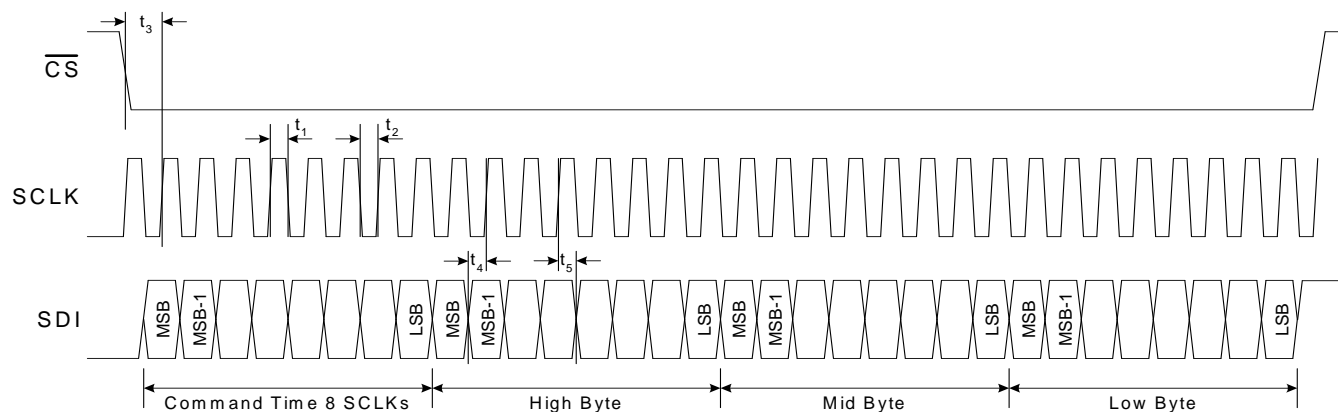 t3
CS
t1
t2
SCLK
t4
t5
SDI
MSB MSB-1 LSB MSB MSB-1 LSB MSB MSB-1 LSB MSB MSB-1 LSB
Command Time 8 SCLKs High Byte Mid Byte Low Byte